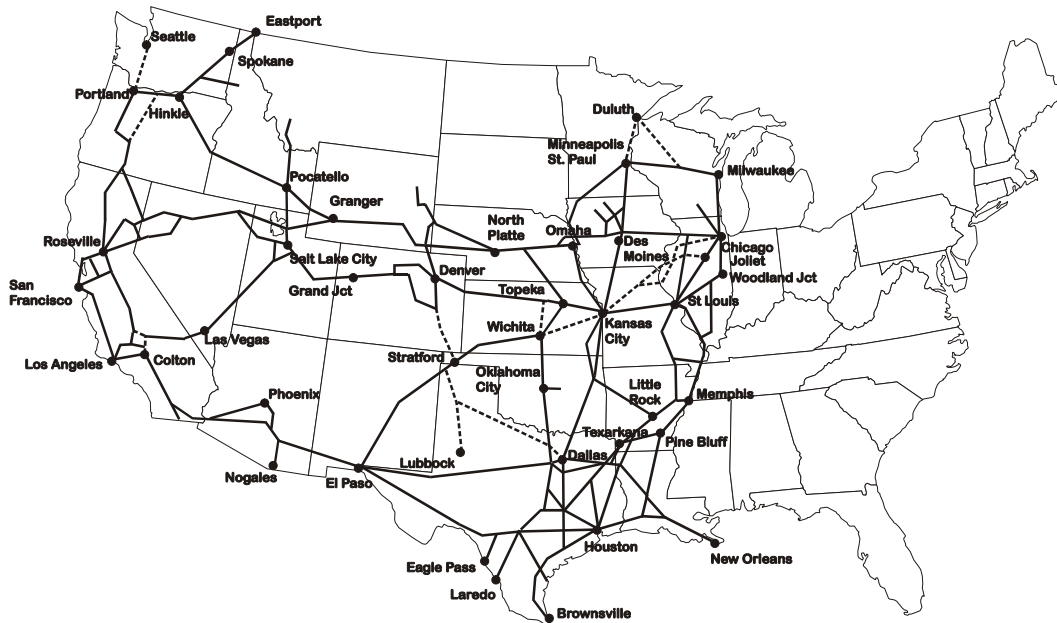 Eastport
Seattle
Spokane
Portland
Hinkle
Duluth
Minneapolis
St. Paul
Milwaukee
Pocatello
Granger
North
Platte
Omaha
Roseville
Des
Moines
Chicago
Joliet
Salt Lake City
Denver
Woodland Jct
San
Francisco
Grand Jct
Topeka
St Louis
Wichita
Kansas
City
Las Vegas
Los Angeles
Colton
Stratford
Oklahoma
City
Little
Rock
Memphis
Phoenix
Texarkana
Pine Bluff
Lubbock
Dallas
Nogales
El Paso
Houston
New Orleans
Eagle Pass
Laredo
Brownsville